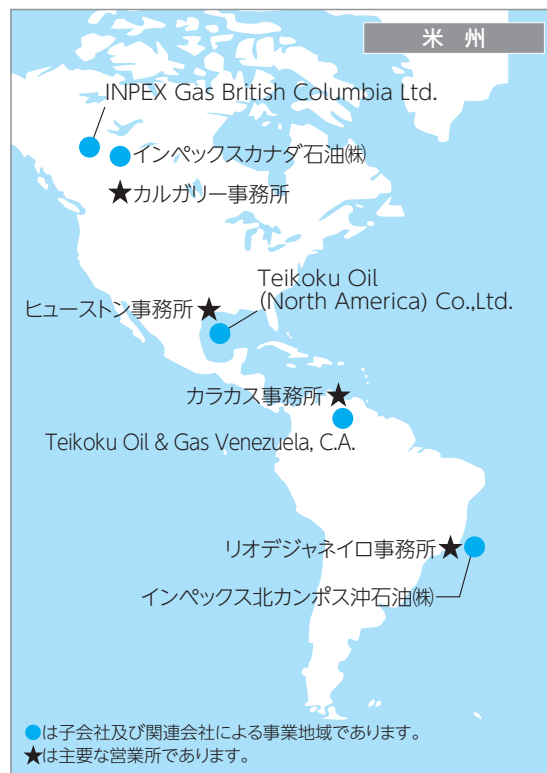 米 州
INPEX Gas British Columbia Ltd.
インペックスカナダ石油㈱
★カルガリー事務所
Teikoku Oil
(North America) Co.,Ltd.
ヒューストン事務所★
カラカス事務所★
Teikoku Oil & Gas Venezuela, C.A.
リオデジャネイロ事務所★
インペックス北カンポス沖石油㈱
●は子会社及び関連会社による事業地域であります。
★は主要な営業所であります。